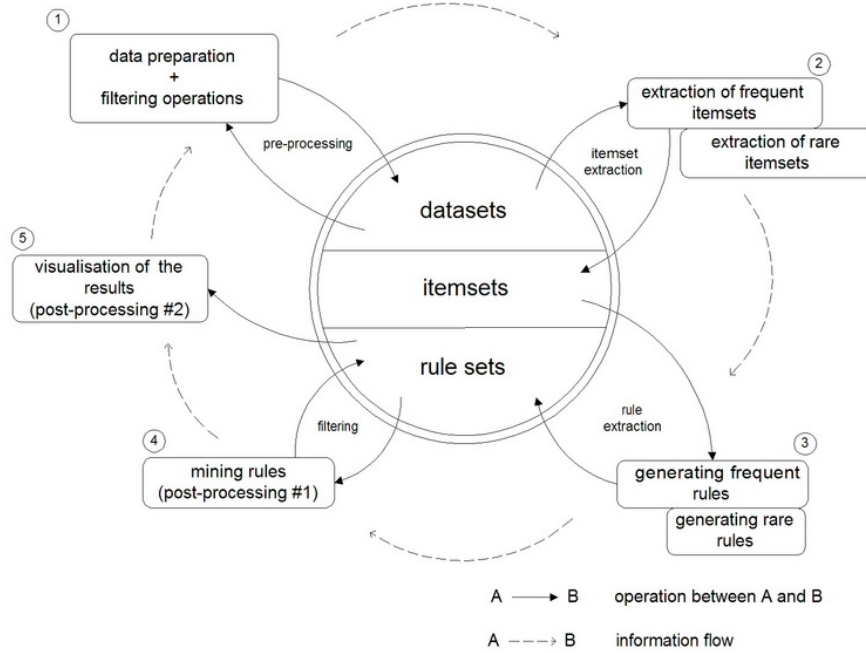 1
data preparation
+
filtering operations
2
extraction of frequent
itemsets
extraction of rare
itemsets
pre-processing
itemset
extraction
datasets
5
visualisation of the
results
(post-processing #2)
itemsets
rule sets
4
mining rules
(post-processing #1)
filtering
rule
extraction
3
generating frequent
rules
generating rare
rules
A B operation between A and B
A B information flow